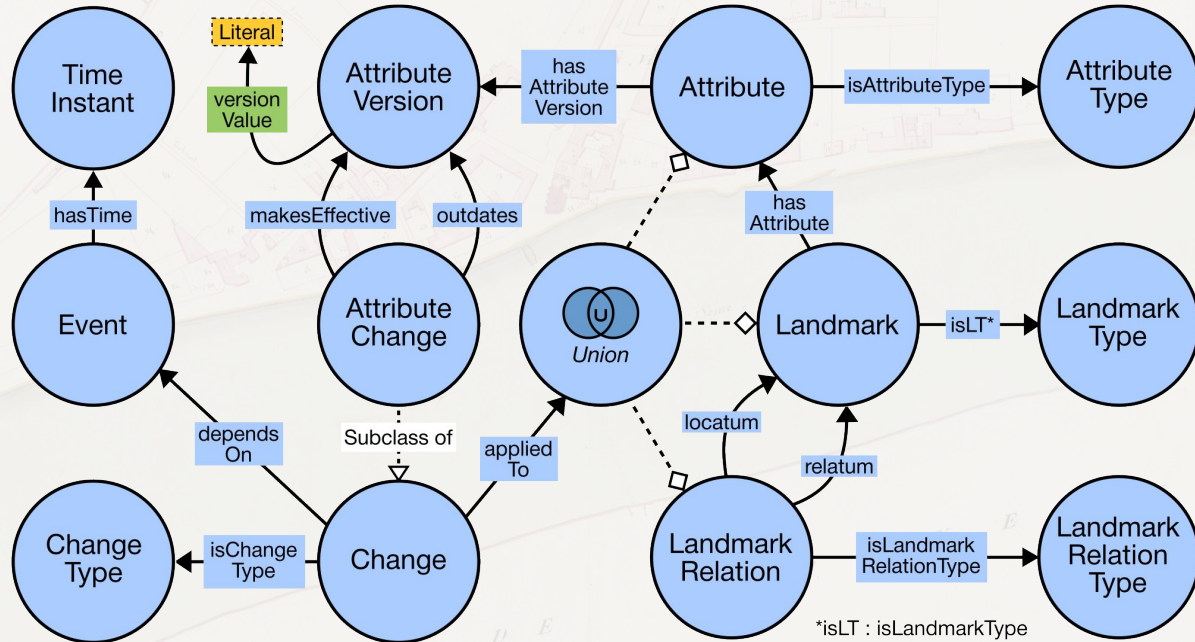 Literal
Time
Instant
version
Value
Attribute
Version
has
Attribute
Version
Attribute
isAttributeType
Attribute
Type
hasTime
makesEffective
outdates
has
Attribute
Event
Attribute
Change
U
Union
Landmark
isLT*
Landmark
Type
depends
On
Subclass of
applied
To
locatum
relatum
Change
Type
isChange
Type
Change
Landmark
Relation
isLandmark
RelationType
Landmark
Relation
Type
*isLT : isLandmarkType